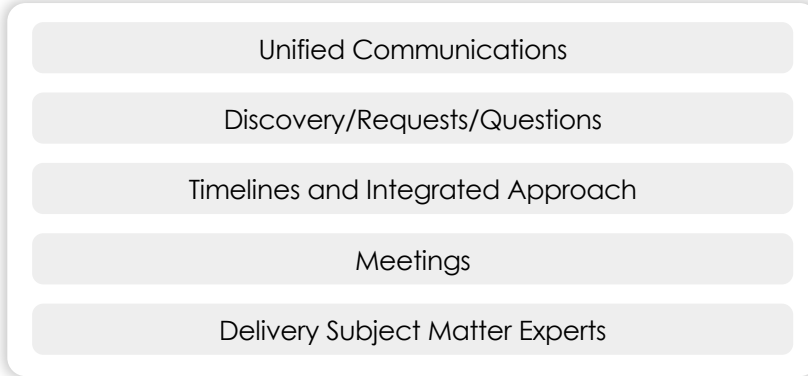 Unified Communications
Discovery/Requests/Questions
Timelines and Integrated Approach
Meetings
Delivery Subject Matter Experts